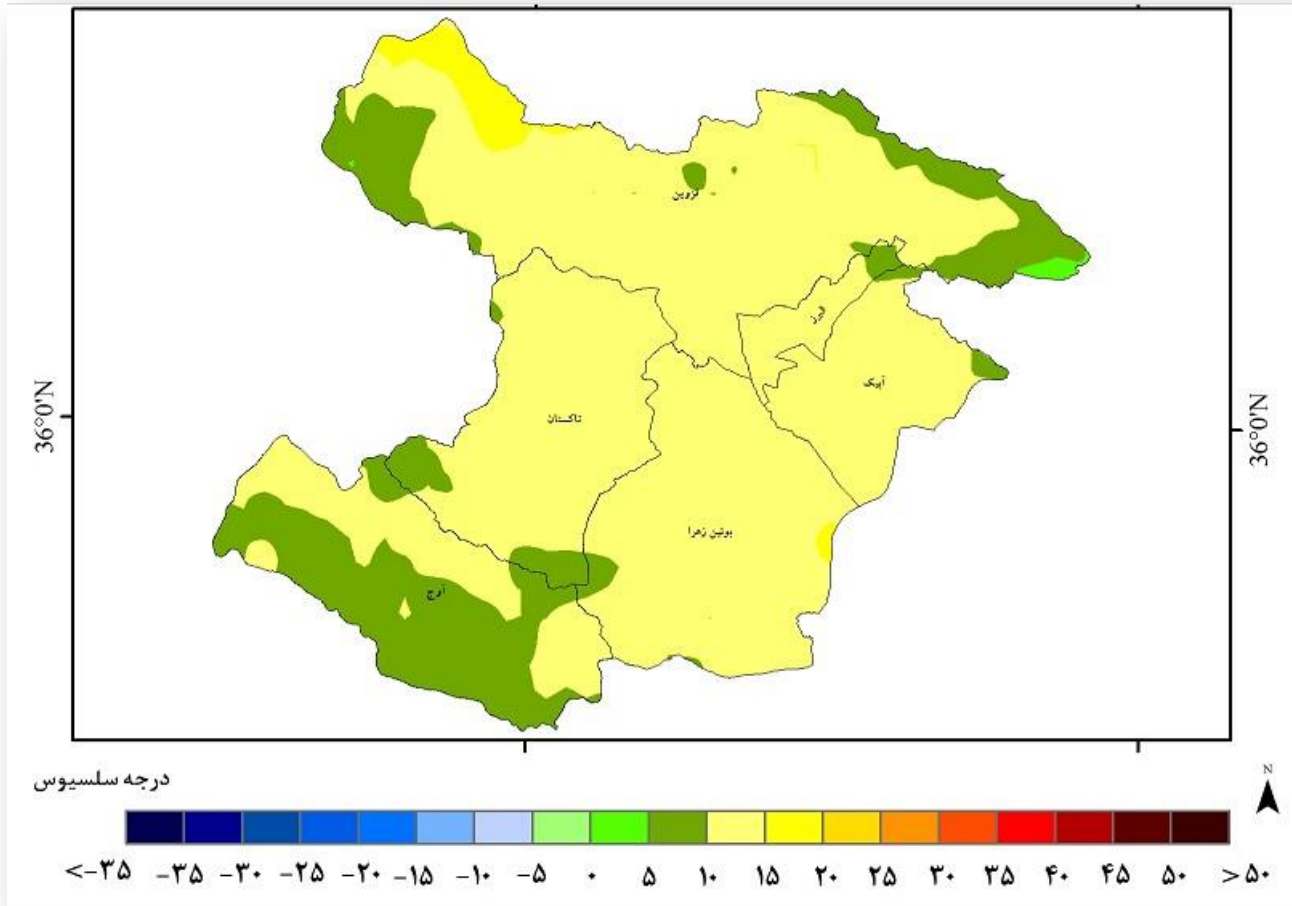 قزوین
البرز
آبیک
36°0'N
36°0'N
تاکستان
بوئین زهرا
آوج
درجه سلسیوس
N
<-۳۵ -۳۵ -۳۰ -۲۵ -۲۰ -۱۵ -۱۰ -۵ ۰ ۵ ۱۰ ۱۵ ۲۰ ۲۵ ۳۰ ۳۵ ۴۰ ۴۵ ۵۰ >۵۰